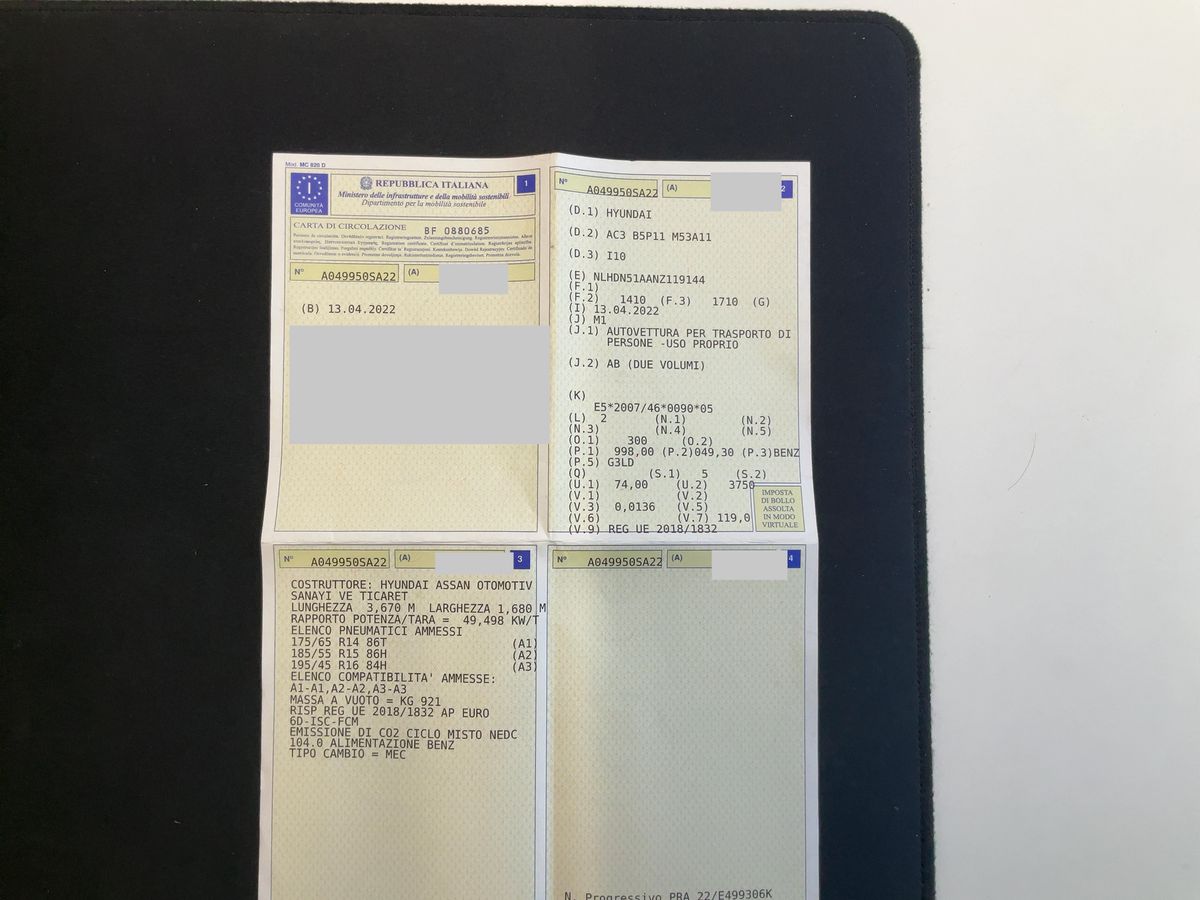 Mod. MC 820 D
COMUNITÀ
EUROPEA
I
REPUBBLICA ITALIANA
Ministero delle infrastrutture e della mobilità sostenibili
Dipartimento per la mobilità sostenibile
1
CARTA DI CIRCOLAZIONE BF 0880685
N° A049950SA22 (A)
(B) 13.04.2022
N° A049950SA22 (A) 2
(D.1) HYUNDAI
(D.2) AC3 B5P11 M53A11
(D.3) I10
(E) NLHDN51AANZ119144
(F.1)
(F.2) 1410 (F.3) 1710 (G)
(I) 13.04.2022
(J) M1
(J.1) AUTOVETTURA PER TRASPORTO DI
PERSONE -USO PROPRIO
(J.2) AB (DUE VOLUMI)
(K)
E5*2007/46*0090*05
(L) 2 (N.1) (N.2)
(N.3) (N.4) (N.5)
(O.1) 300 (O.2)
(P.1) 998,00 (P.2)049,30 (P.3)BENZ
(P.5) G3LD
(Q) (S.1) 5 (S.2)
(U.1) 74,00 (U.2) 3750
(V.1) (V.2)
(V.3) 0,0136 (V.5)
(V.6) (V.7) 119,0
(V.9) REG UE 2018/1832
IMPOSTA
DI BOLLO
ASSOLTA
IN MODO
VIRTUALE
N° A049950SA22 (A) 3
COSTRUTTORE: HYUNDAI ASSAN OTOMOTIV
SANAYI VE TICARET
LUNGHEZZA 3,670 M LARGHEZZA 1,680 M
RAPPORTO POTENZA/TARA = 49,498 KW/T
ELENCO PNEUMATICI AMMESSI
175/65 R14 86T (A1)
185/55 R15 86H (A2)
195/45 R16 84H (A3)
ELENCO COMPATIBILITA' AMMESSE:
A1-A1,A2-A2,A3-A3
MASSA A VUOTO = KG 921
RISP REG UE 2018/1832 AP EURO
6D-ISC-FCM
EMISSIONE DI CO2 CICLO MISTO NEDC
104.0 ALIMENTAZIONE BENZ
TIPO CAMBIO = MEC
N° A049950SA22 (A) 4
N. Progressivo PRA 22/E499306K